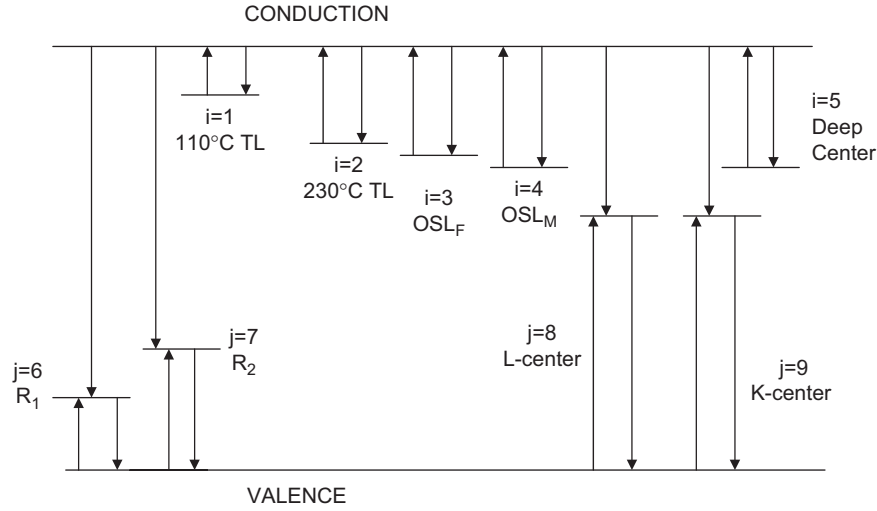 CONDUCTION
i=1
110°C TL
i=2
230°C TL
i=3
OSL_F
i=4
OSL_M
i=5
Deep
Center
j=6
R_1
j=7
R_2
j=8
L-center
j=9
K-center
VALENCE